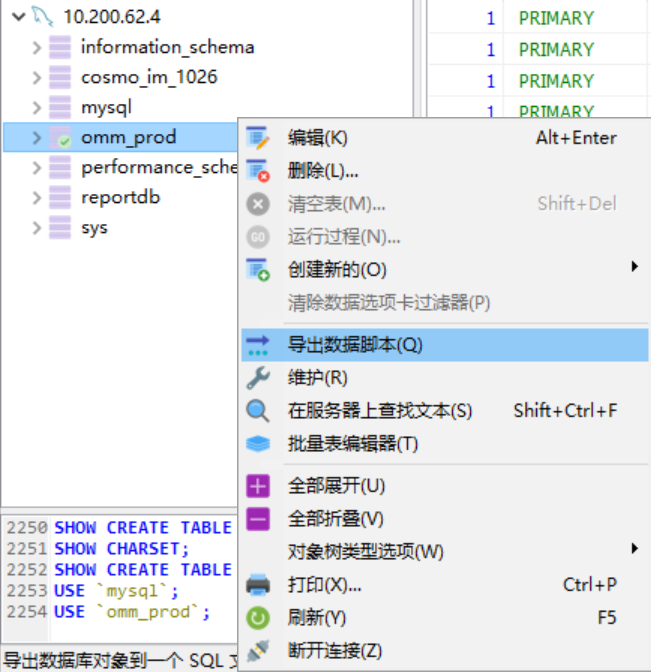 10.200.62.4
information_schema
cosmo_im_1026
mysql
omm_prod
performance_sche
reportdb
sys
1 PRIMARY
1 PRIMARY
1 PRIMARY
1 PRIMARY
编辑(K) Alt+Enter
删除(L)...
清空表(M)... Shift+Del
运行过程(N)...
创建新的(O)
清除数据选项卡过滤器(P)
导出数据脚本(Q)
维护(R)
在服务器上查找文本(S) Shift+Ctrl+F
批量表编辑器(T)
全部展开(U)
全部折叠(V)
对象树类型选项(W)
打印(X)... Ctrl+P
刷新(Y) F5
断开连接(Z)
2250 SHOW CREATE TABLE
2251 SHOW CHARSET;
2252 SHOW CREATE TABLE
2253 USE `mysql`;
2254 USE `omm_prod`;
导出数据库对象到一个 SQL